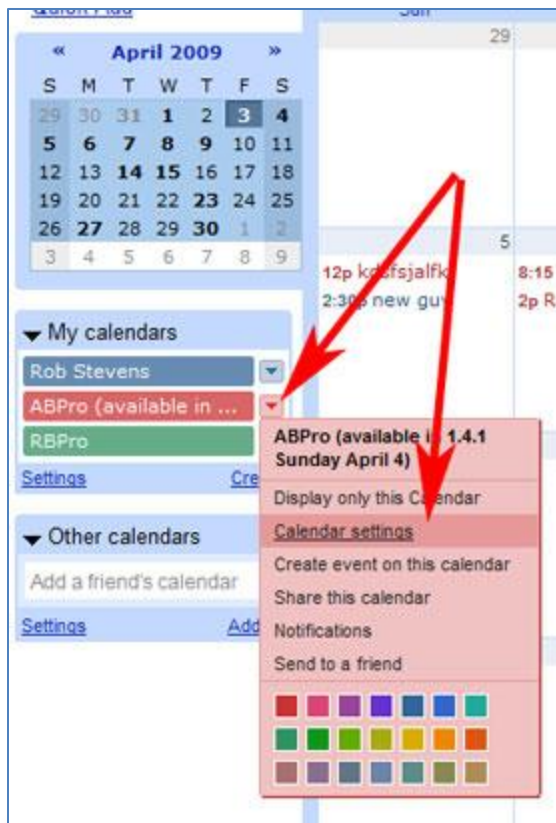 Quick Add
Sun
« April 2009 »
S M T W T F S
29 30 31 1 2 3 4
5 6 7 8 9 10 11
12 13 14 15 16 17 18
19 20 21 22 23 24 25
26 27 28 29 30 1 2
3 4 5 6 7 8 9
29
5
12p
8:15
2:30p new guy
2p R
My calendars
Rob Stevens
ABPro (available in ...
RBPro
Settings Cre
ABPro (available in 1.4.1
Sunday April 4)
Display only this Calendar
Calendar settings
Create event on this calendar
Share this calendar
Notifications
Send to a friend
Other calendars
Add a friend's calendar
Settings Add